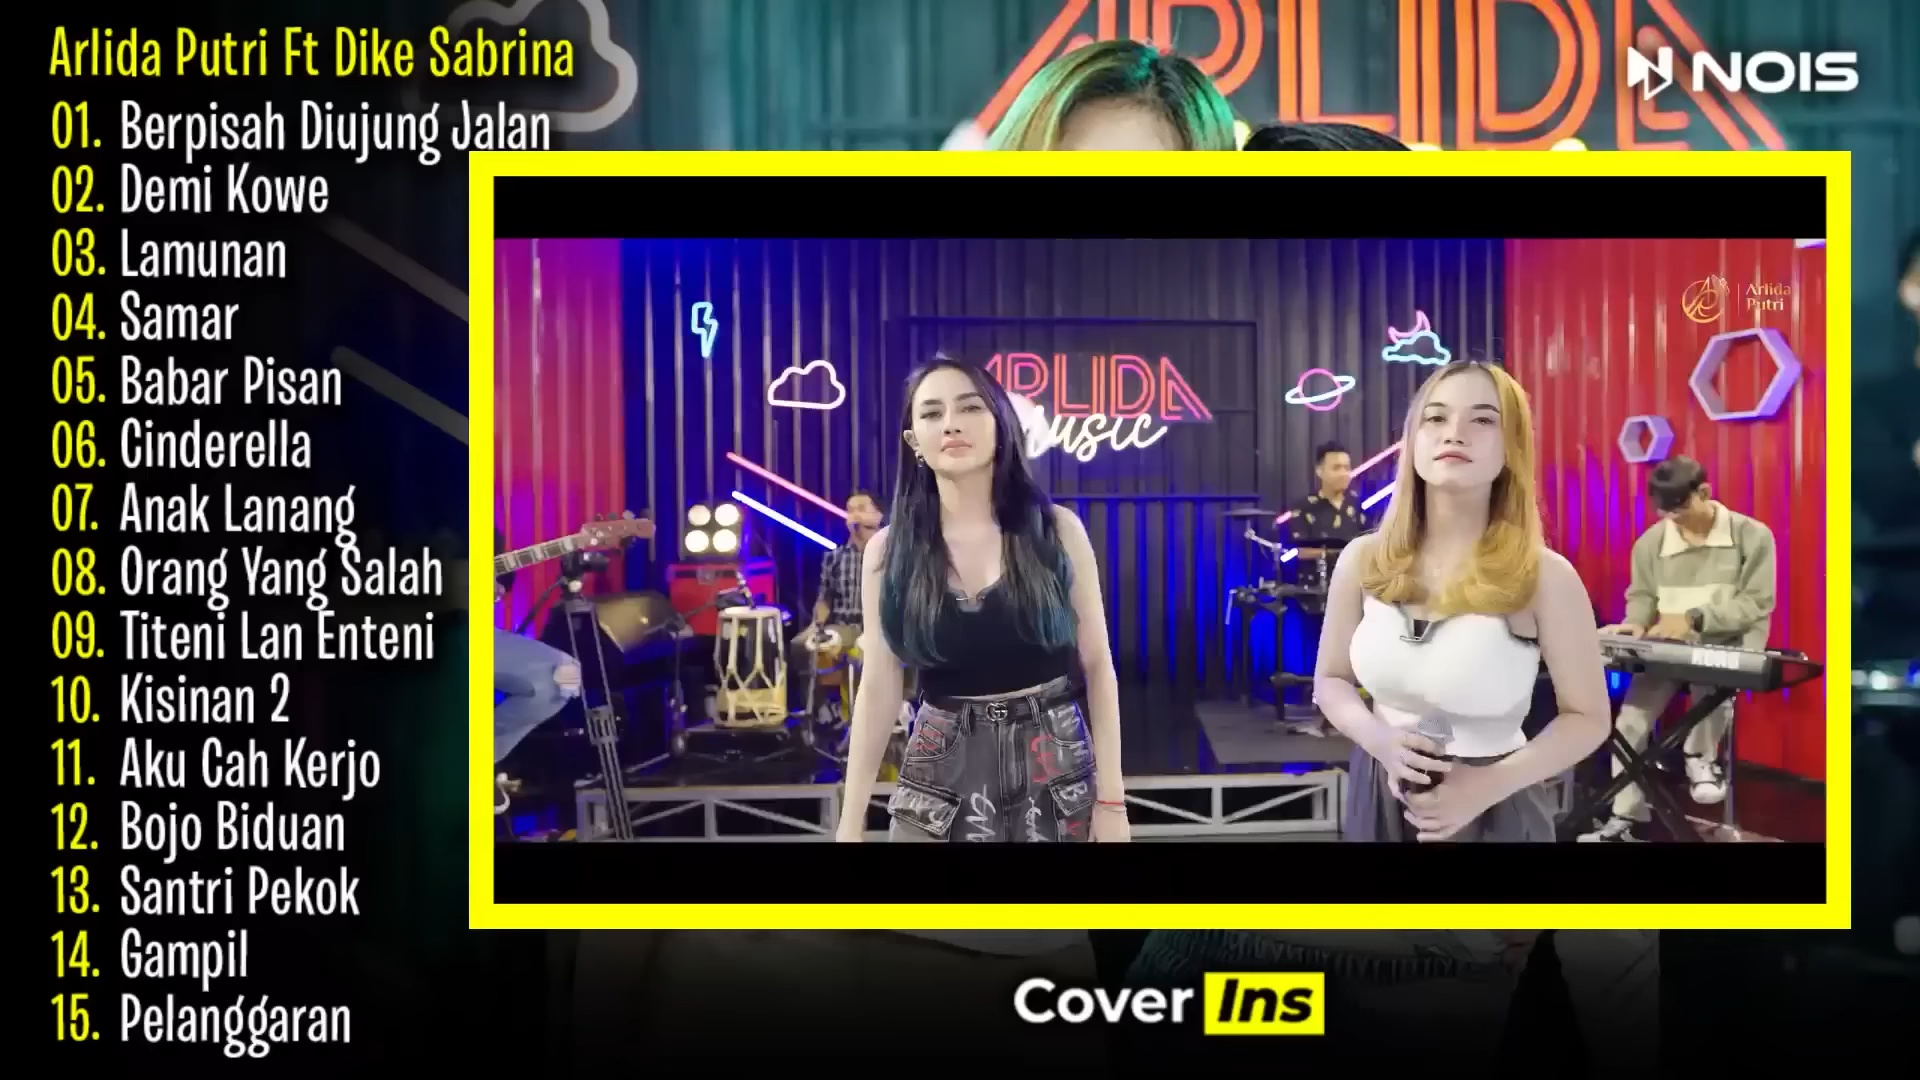 Arlida Putri Ft Dike Sabrina
01. Berpisah Diujung Jalan
02. Demi Kowe
03. Lamunan
04. Samar
05. Babar Pisan
06. Cinderella
07. Anak Lanang
08. Orang Yang Salah
09. Titeni Lan Enteni
10. Kisinan 2
11. Aku Cah Kerjo
12. Bojo Biduan
13. Santri Pekok
14. Gampil
15. Pelanggaran
ARLIDA
NOIS
Arlida
Putri
ARLIDA
Music
KORG
Cover Ins